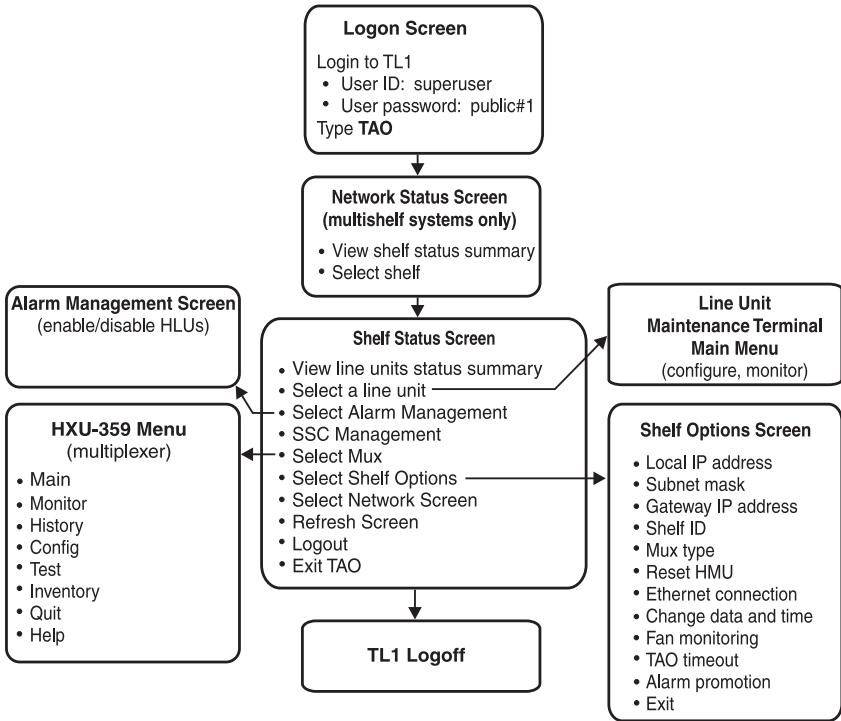 Logon Screen
Login to TL1
• User ID: superuser
• User password: public#1
Type TAO
Network Status Screen
(multishelf systems only)
• View shelf status summary
• Select shelf
Alarm Management Screen
(enable/disable HLUs)
Line Unit
Maintenance Terminal
Main Menu
(configure, monitor)
Shelf Status Screen
• View line units status summary
• Select a line unit
• Select Alarm Management
• SSC Management
• Select Mux
• Select Shelf Options
• Select Network Screen
• Refresh Screen
• Logout
• Exit TAO
HXU-359 Menu
(multiplexer)
• Main
• Monitor
• History
• Config
• Test
• Inventory
• Quit
• Help
Shelf Options Screen
• Local IP address
• Subnet mask
• Gateway IP address
• Shelf ID
• Mux type
• Reset HMU
• Ethernet connection
• Change data and time
• Fan monitoring
• TAO timeout
• Alarm promotion
• Exit
TL1 Logoff